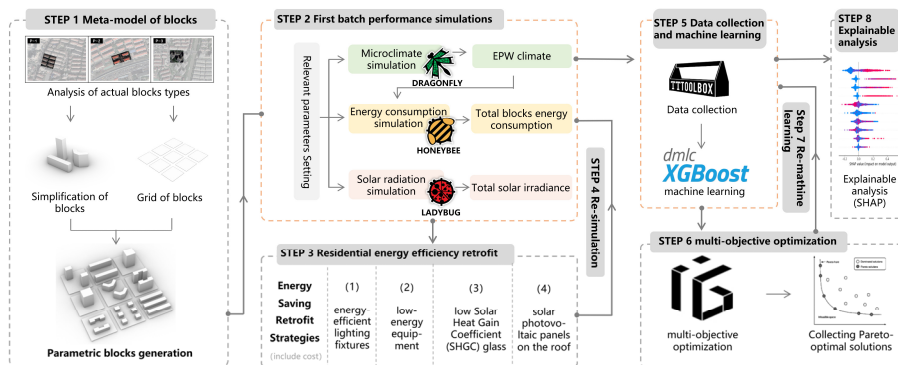 STEP 1 Meta-model of blocks
P-1
P-2
P-3
Analysis of actual blocks types
Simplification of
blocks
Grid of blocks
Parametric blocks generation
STEP 2 First batch performance simulations
Relevant parameters Setting
Microclimate
simulation
DRAGONFLY
EPW climate
Energy consumption
simulation
HONEYBEE
Total blocks energy
consumption
Solar radiation
simulation
LADYBUG
Total solar irradiance
STEP 3 Residential energy efficiency retrofit
Energy
Saving
Retrofit
Strategies
(include cost)
(1)
energy-
efficient
lighting
fixtures
(2)
low-
energy
equip-
ment
(3)
low Solar
Heat Gain
Coefficient
(SHGC) glass
(4)
solar
photovo-
ltaic panels
on the roof
STEP 4 Re-simulation
STEP 5 Data collection
and machine learning
TTTOOLBOX
Data collection
dmlc
XGBoost
machine learning
STEP 6 multi-objective optimization
multi-objective
optimization
Collecting Pareto-
optimal solutions
Step 7 Re-mathine
learning
STEP 8
Explainable
analysis
Explainable
analysis
(SHAP)